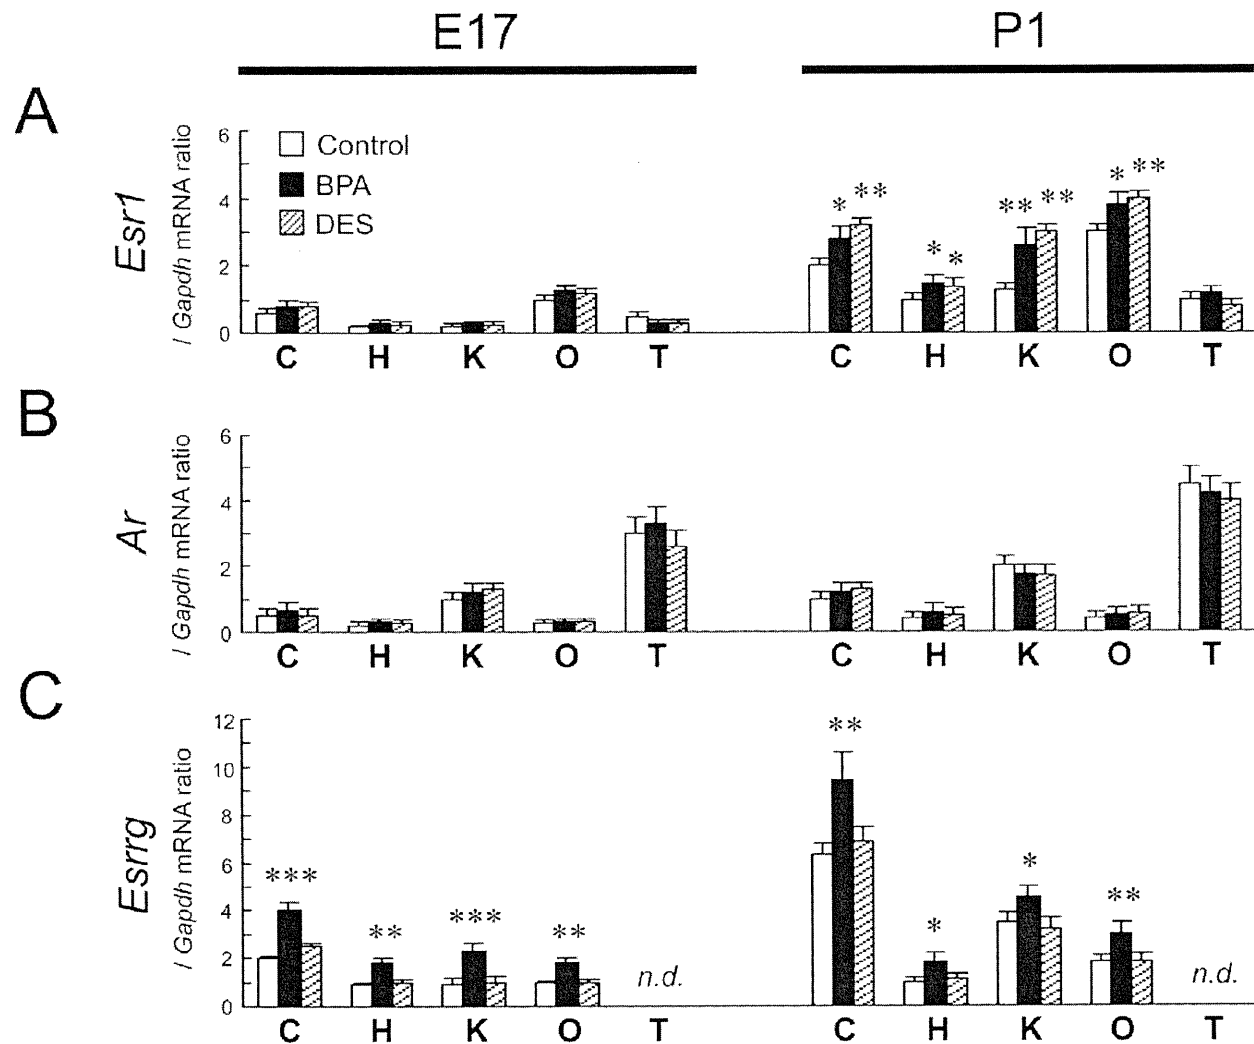 E17 P1
A
Esr1
/ Gapdh mRNA ratio
6
4
2
0
Control
BPA
DES
* ** * * ** ** * **
C H K O T C H K O T
B
Ar
/ Gapdh mRNA ratio
6
4
2
0
C H K O T C H K O T
C
Esrrg
/ Gapdh mRNA ratio
12
10
8
6
4
2
0
*** ** *** ** n.d. ** * * ** n.d.
C H K O T C H K O T